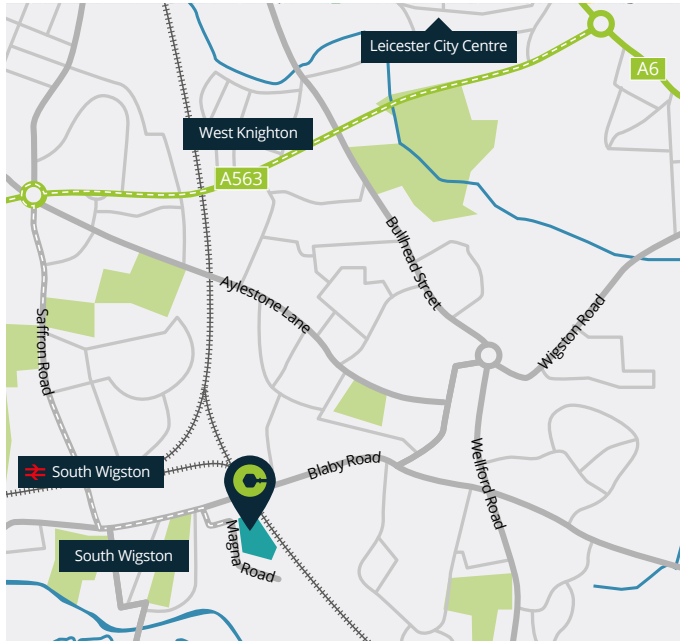 Leicester City Centre
A6
West Knighton
A563
Bullhead Street
Aylestone Lane
Saffron Road
Wigston Road
South Wigston
Blaby Road
Wellford Road
Magna Road
South Wigston